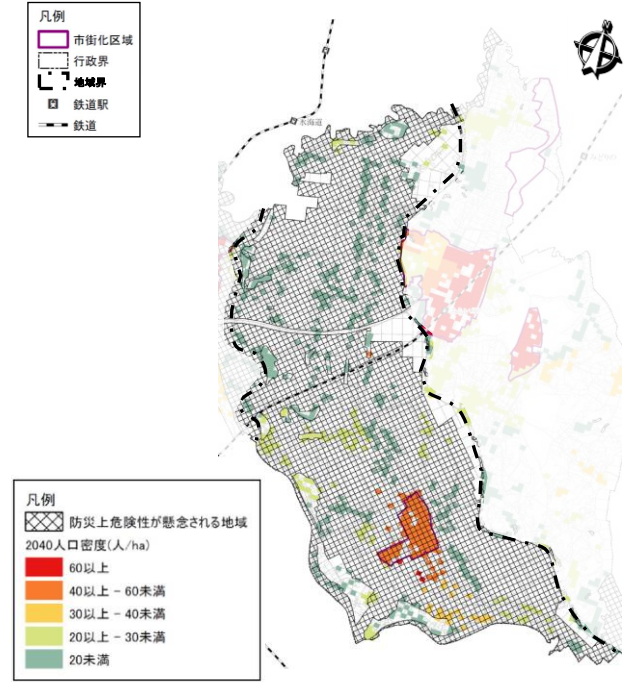 凡例
市街化区域
行政界
地域界
鉄道駅
鉄道
水海道
凡例
防災上危険性が懸念される地域
2040人口密度(人/ha)
60以上
40以上 - 60未満
30以上 - 40未満
20以上 - 30未満
20未満